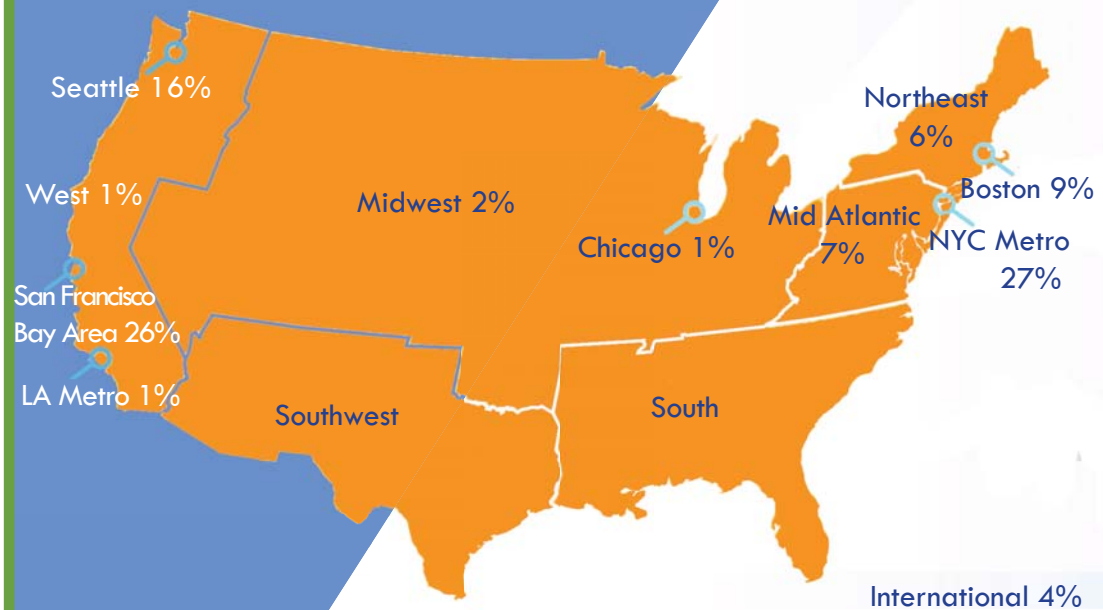 Seattle 16%
West 1%
San Francisco
Bay Area 26%
LA Metro 1%
Midwest 2%
Southwest
Chicago 1%
South
Mid Atlantic
7%
Northeast
6%
Boston 9%
NYC Metro
27%
International 4%